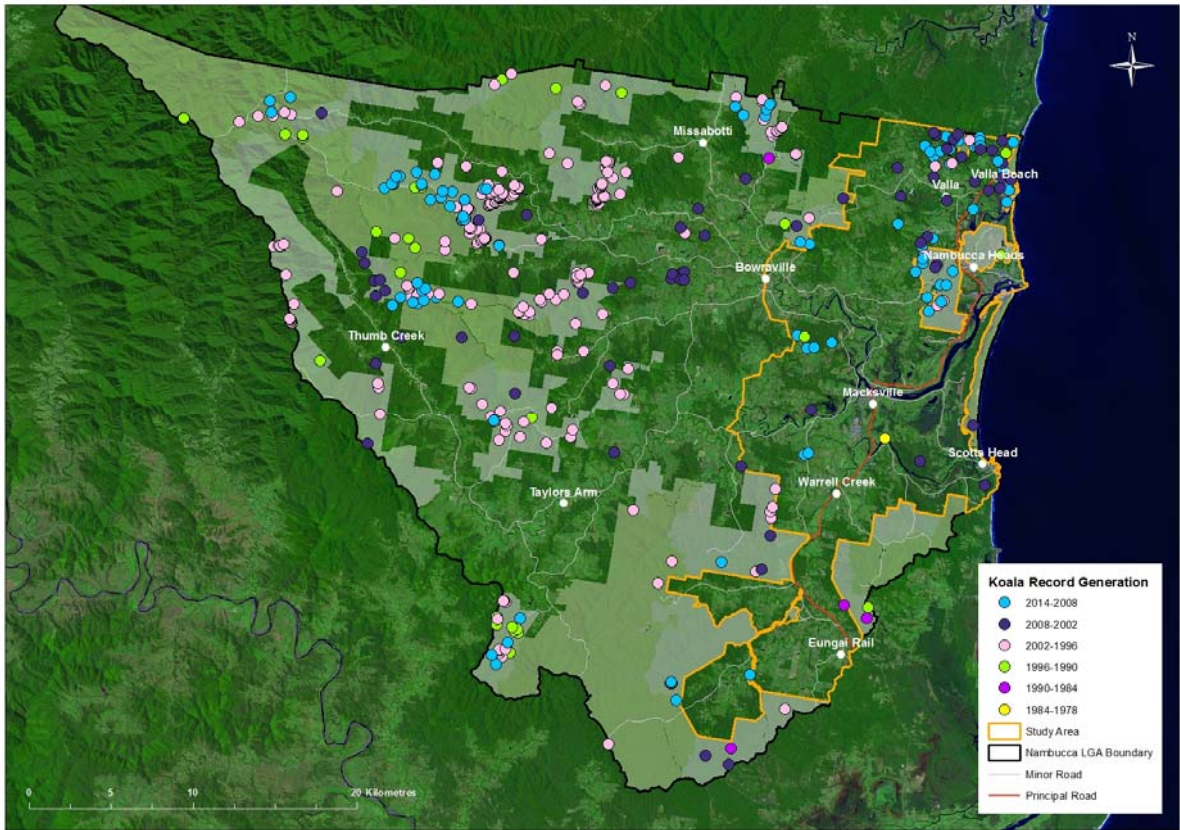 N
Missabotti
Valla Beach
Valla
Nambucca Heads
Bowraville
Thumb Creek
Macksville
Scotts Head
Warrell Creek
Taylors Arm
Eungai Rail
Koala Record Generation
2014-2008
2008-2002
2002-1996
1996-1990
1990-1984
1984-1978
Study Area
Nambucca LGA Boundary
Minor Road
Principal Road
0 10 20 Kilometres